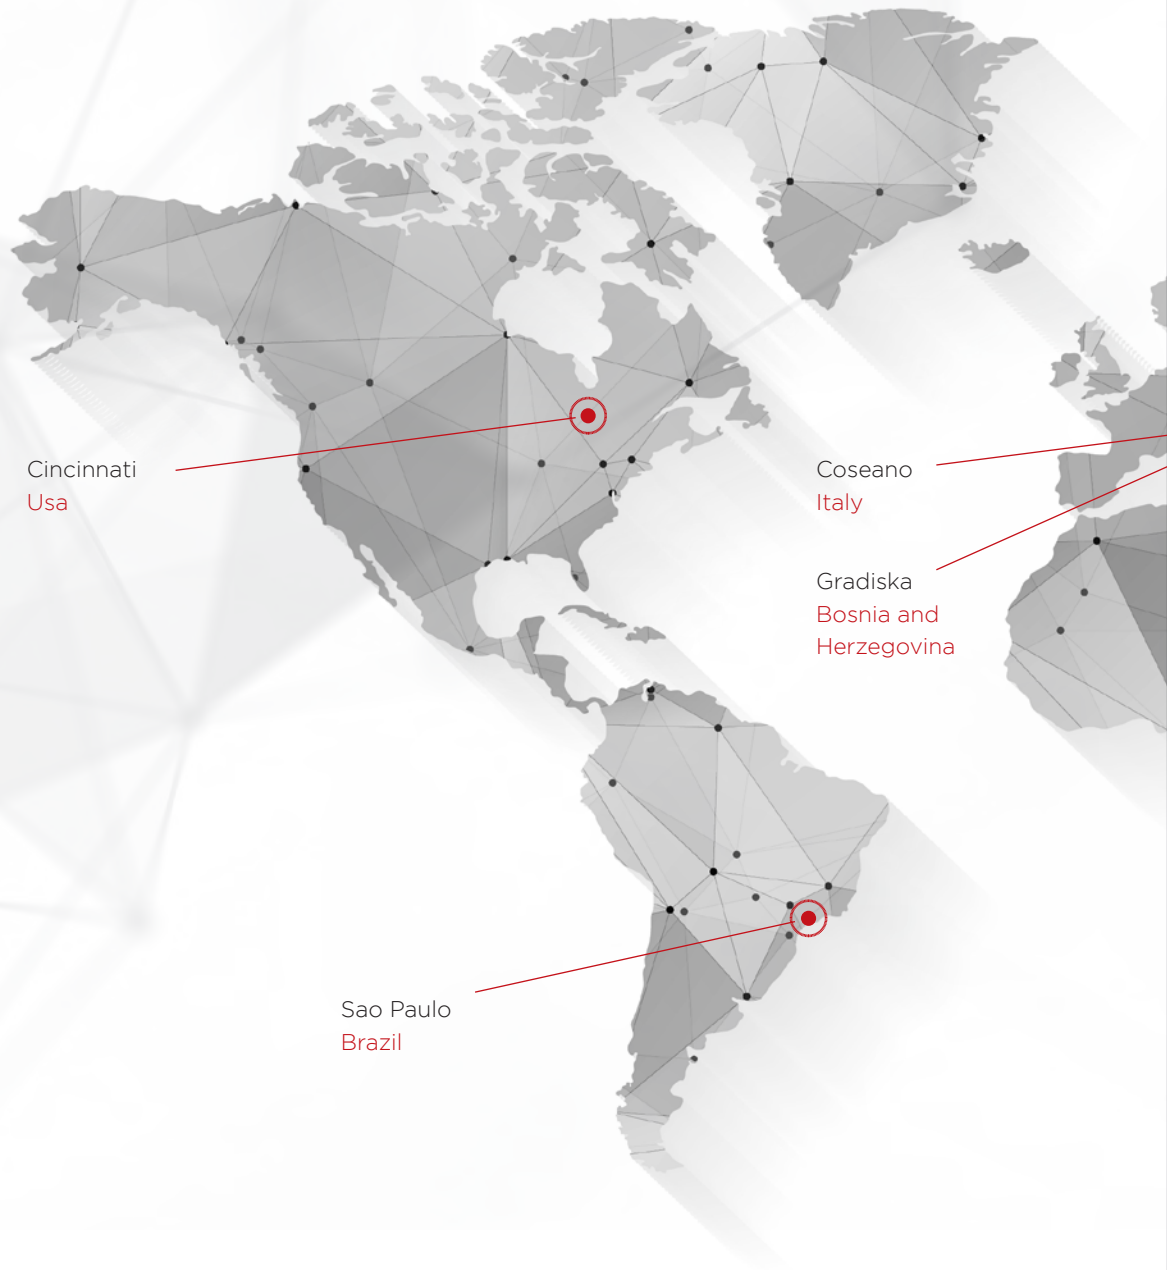 Cincinnati
Usa
Coseano
Italy
Gradiska
Bosnia and
Herzegovina
Sao Paulo
Brazil